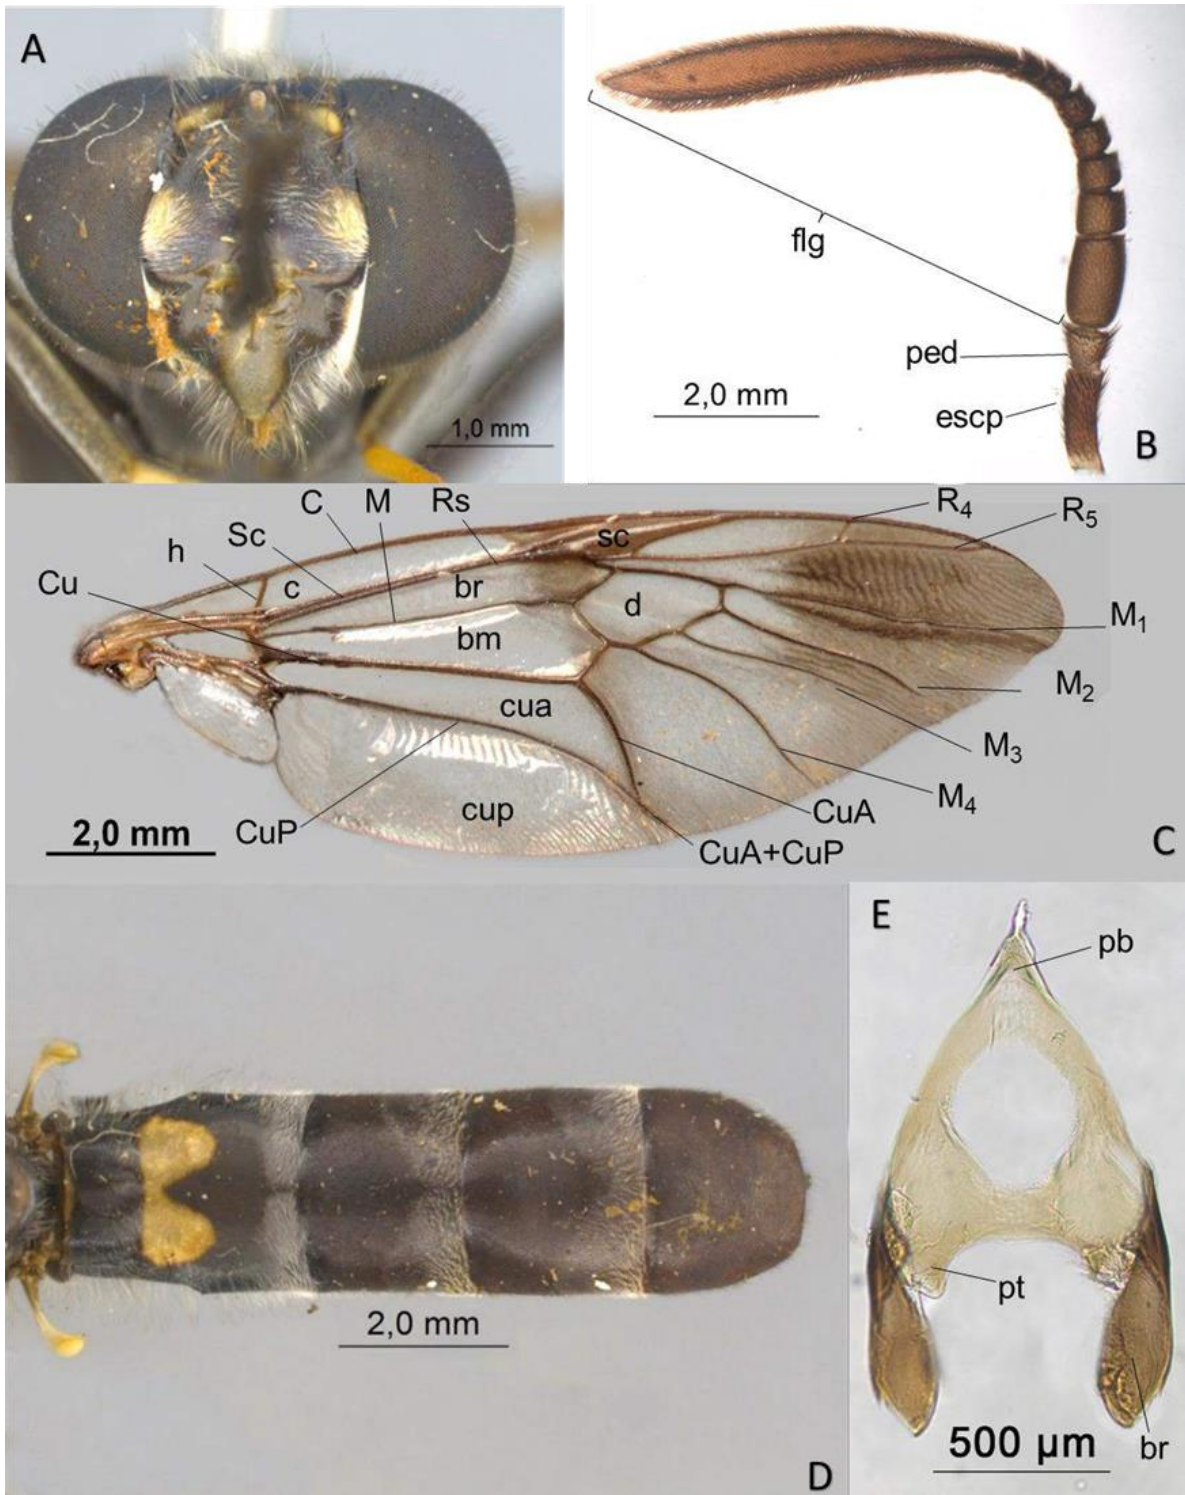 A
1,0 mm
flg
ped
escp
2,0 mm
B
C M Rs R4
R5
h Sc sc
Cu c br d
bm
M1
M2
cua
M3
CuP cup CuA M4
2,0 mm
CuA+CuP
C
2,0 mm
D
E
pb
pt
500 µm
br